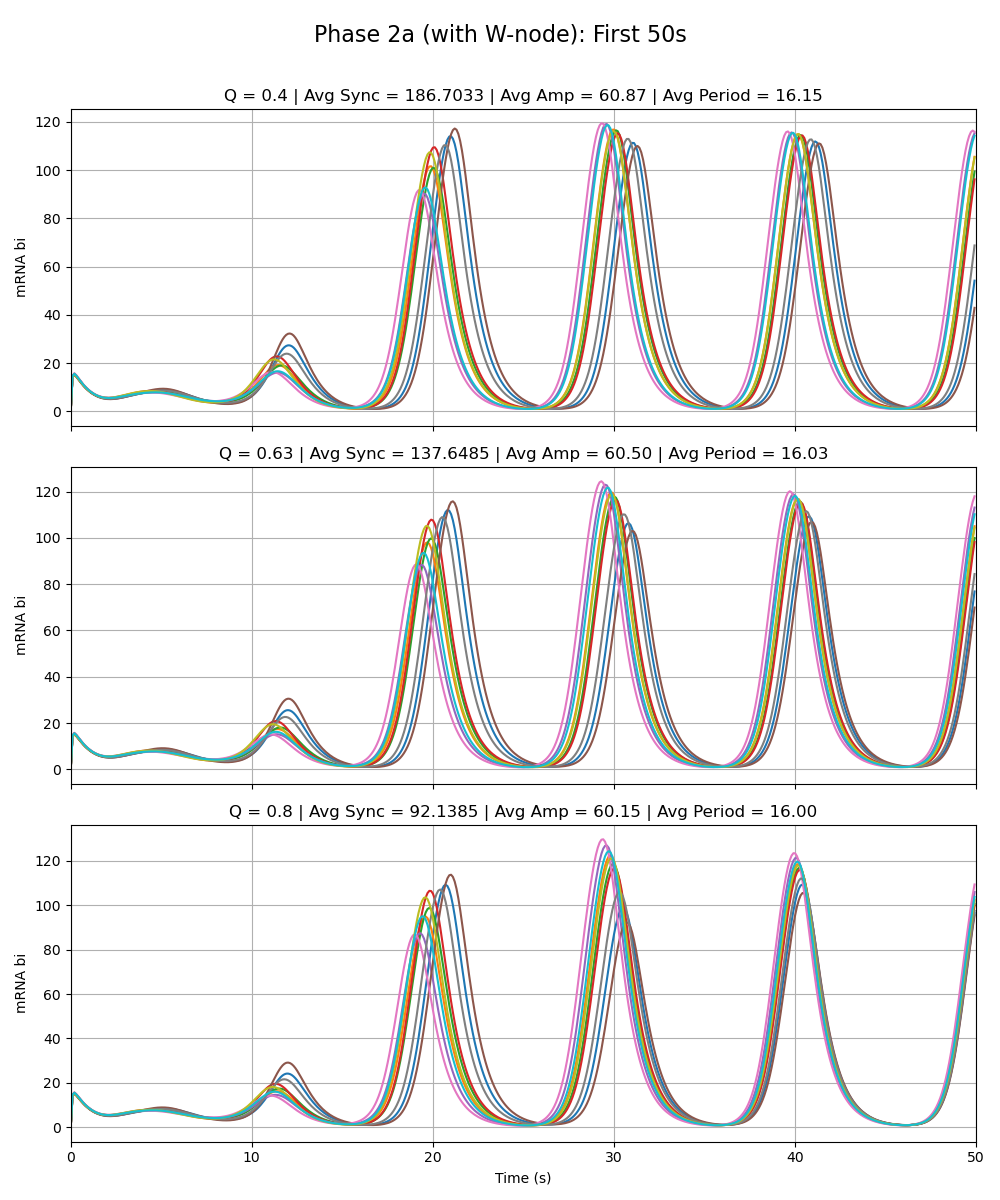 Phase 2a (with W-node): First 50s
Q = 0.4 | Avg Sync = 186.7033 | Avg Amp = 60.87 | Avg Period = 16.15
120
100
80
60
40
20
0
mRNA bi
Q = 0.63 | Avg Sync = 137.6485 | Avg Amp = 60.50 | Avg Period = 16.03
120
100
80
60
40
20
0
mRNA bi
Q = 0.8 | Avg Sync = 92.1385 | Avg Amp = 60.15 | Avg Period = 16.00
120
100
80
60
40
20
0
mRNA bi
0 10 20 30 40 50
Time (s)